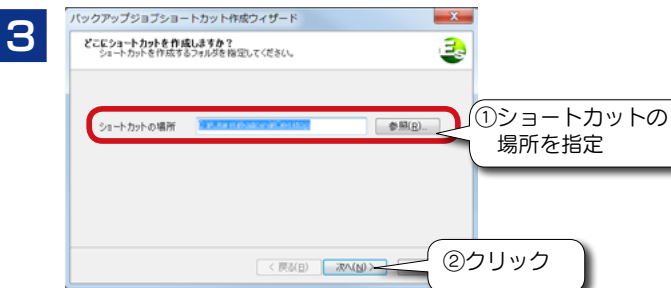 3
バックアップジョブショートカット作成ウィザード
どこにショートカットを作成しますか？
ショートカットを作成するフォルダを指定してください。
ショートカットの場所
参照(R)...
①ショートカットの
場所を指定
< 戻る(B)
次へ(N) >
②クリック